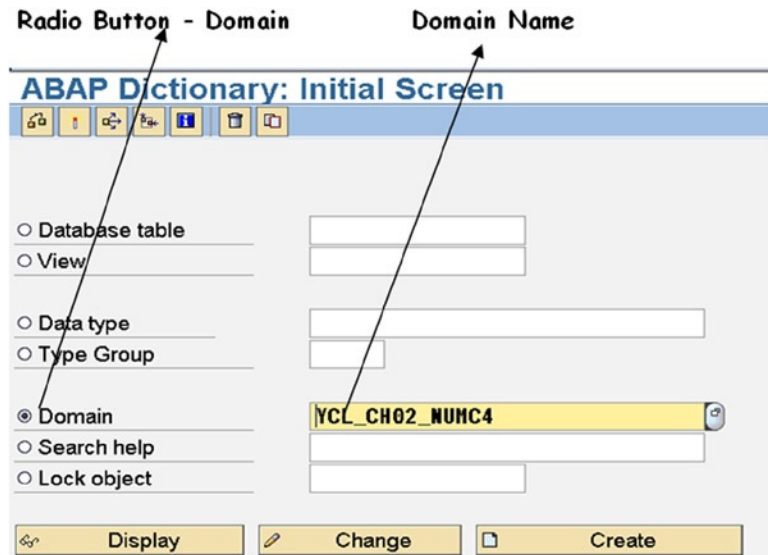 Radio Button - Domain Domain Name
ABAP Dictionary: Initial Screen
Database table
View
Data type
Type Group
Domain YCL_CH02_NUMC4
Search help
Lock object
Display Change Create